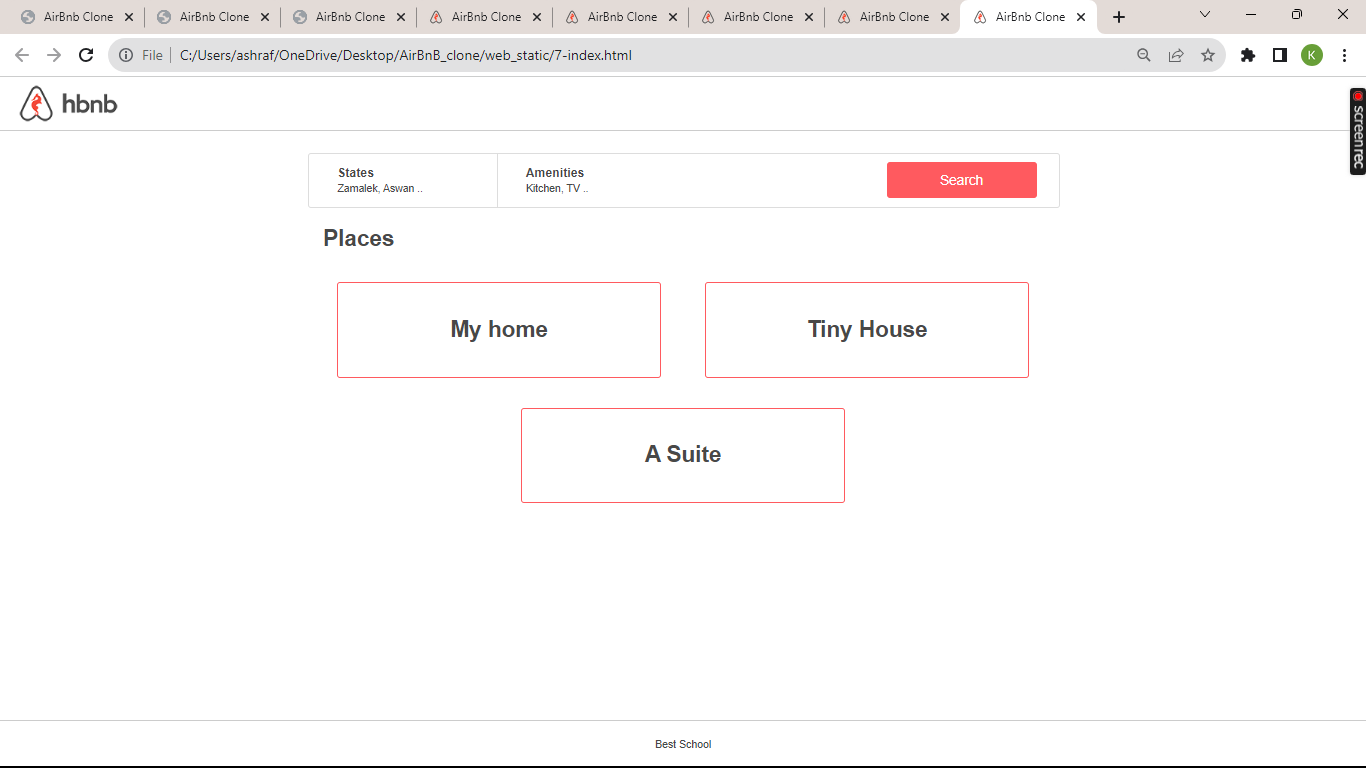 AirBnb Clone AirBnb Clone AirBnb Clone AirBnb Clone AirBnb Clone AirBnb Clone AirBnb Clone AirBnb Clone
File C:/Users/ashraf/OneDrive/Desktop/AirBnB_clone/web_static/7-index.html K
hbnb
screenrec
States Amenities Search
Zamalek, Aswan .. Kitchen, TV ..
Places
My home Tiny House
A Suite
Best School